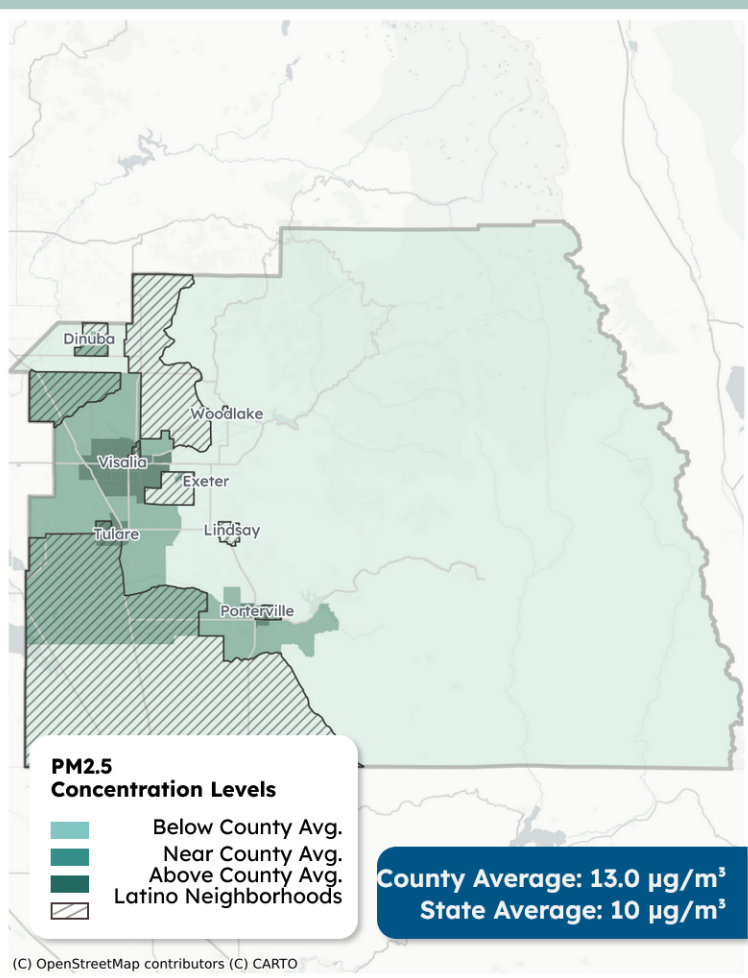 Dinuba
Woodlake
Visalia
Exeter
Tulare
Lindsay
Porterville
PM2.5
Concentration Levels
Below County Avg.
Near County Avg.
Above County Avg.
Latino Neighborhoods
County Average: 13.0 µg/m³
State Average: 10 µg/m³
(C) OpenStreetMap contributors (C) CARTO